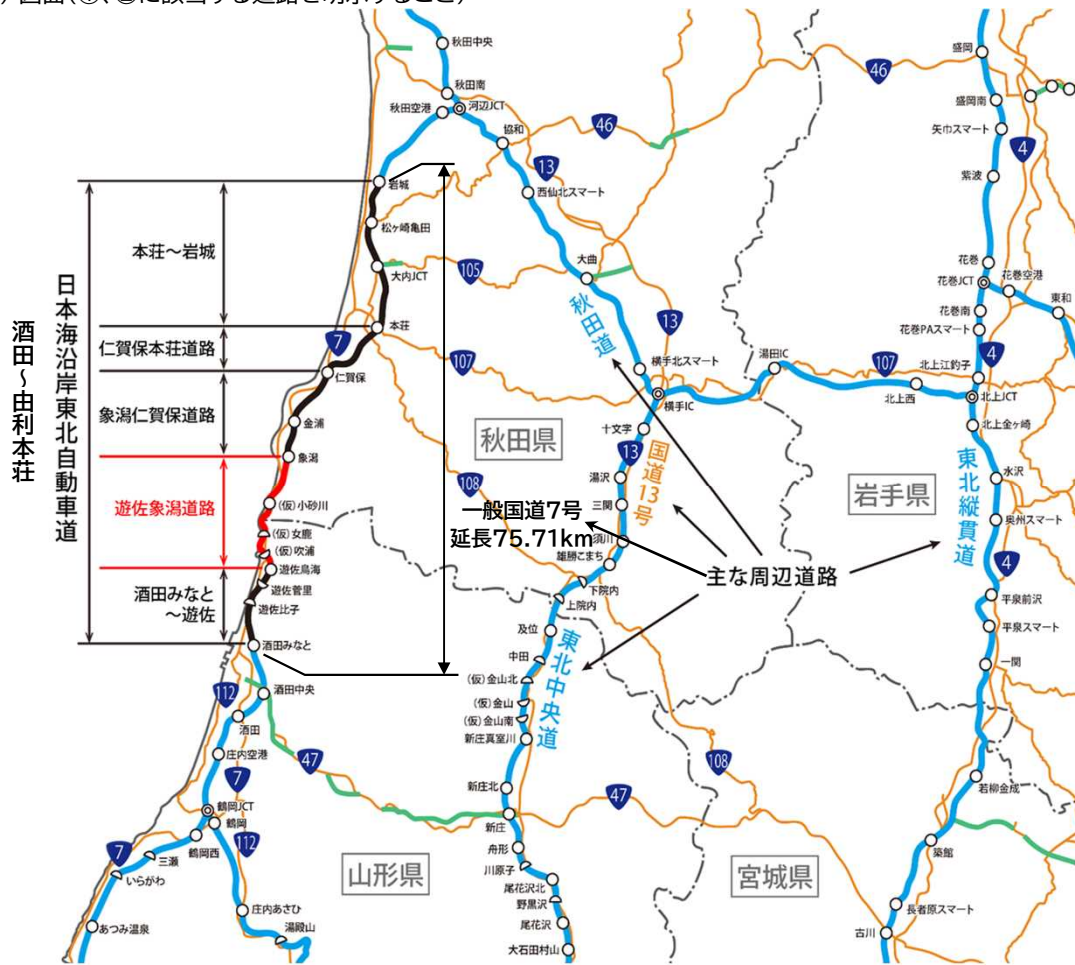 秋田中央
秋田南
秋田空港
河辺JCT
協和
46
46
盛岡
盛岡南
矢巾スマート
4
紫波
13
西仙北スマート
岩城
松ヶ崎亀田
大内JCT
105
大曲
秋田道
13
本荘
7
仁賀保
107
横手北スマート
横手IC
湯田IC
107
北上西
花巻
花巻JCT
花巻空港
東和
花巻南
花巻PAスマート
4
北上江釣子
北上JCT
北上金ヶ崎
酒田~由利本荘
日本海沿岸東北自動車道
本荘~岩城
仁賀保本荘道路
象潟仁賀保道路
遊佐象潟道路
酒田みなと
~遊佐
金浦
象潟
(仮)小砂川
(仮)女鹿
(仮)吹浦
遊佐鳥海
遊佐菅里
遊佐比子
酒田みなと
秋田県
十文字
13
国道13号
湯沢
三関
須川
雄勝こまち
108
一般国道7号
延長75.71km
主な周辺道路
下院内
上院内
及位
中田
(仮)金山北
(仮)金山
(仮)金山南
新庄真室川
東北中央道
岩手県
東北縦貫道
水沢
奥州スマート
4
平泉前沢
平泉スマート
一関
112
酒田中央
酒田
庄内空港
7
47
鶴岡JCT
鶴岡
鶴岡西
112
7
三瀬
いらがわ
あつみ温泉
庄内あさひ
湯殿山
山形県
新庄北
新庄
舟形
川原子
尾花沢北
野黒沢
尾花沢
大石田村山
47
108
宮城県
若柳金成
築館
長者原スマート
古川